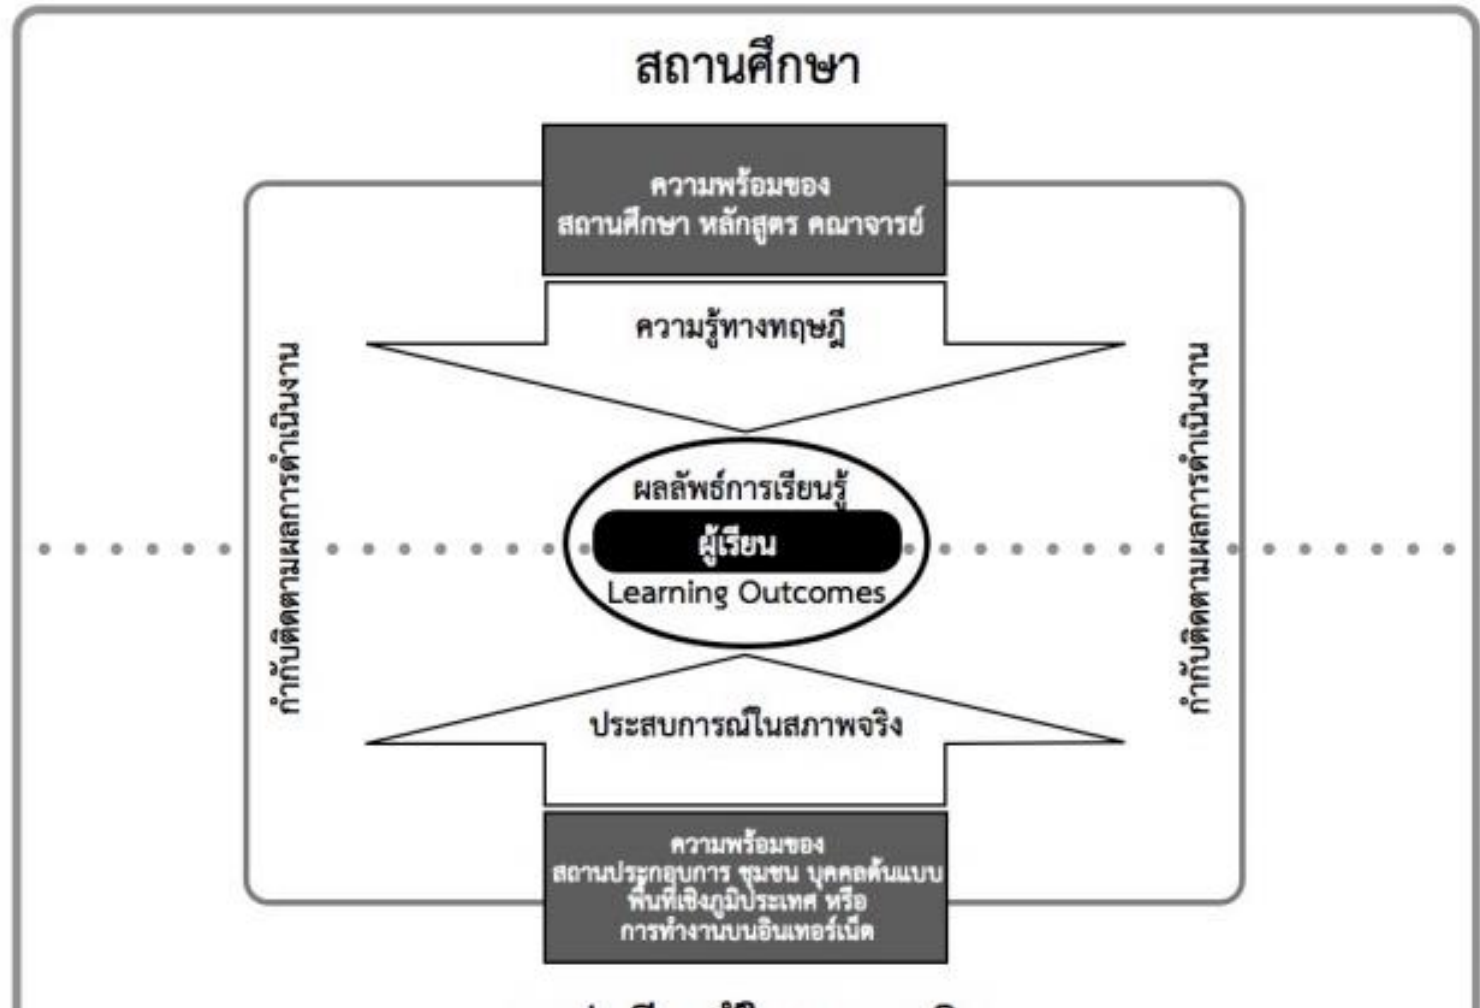 สถานศึกษา
ความพร้อมของ
สถานศึกษา หลักสูตร คณาจารย์
ความรู้ทางทฤษฎี
กำกับติดตามผลการดำเนินงาน
กำกับติดตามผลการดำเนินงาน
ผลลัพธ์การเรียนรู้
ผู้เรียน
Learning Outcomes
ประสบการณ์ในสภาพจริง
ความพร้อมของ
สถานประกอบการ ชุมชน บุคคลต้นแบบ
พื้นที่เชิงภูมิประเทศ หรือ
การทำงานบนอินเทอร์เน็ต